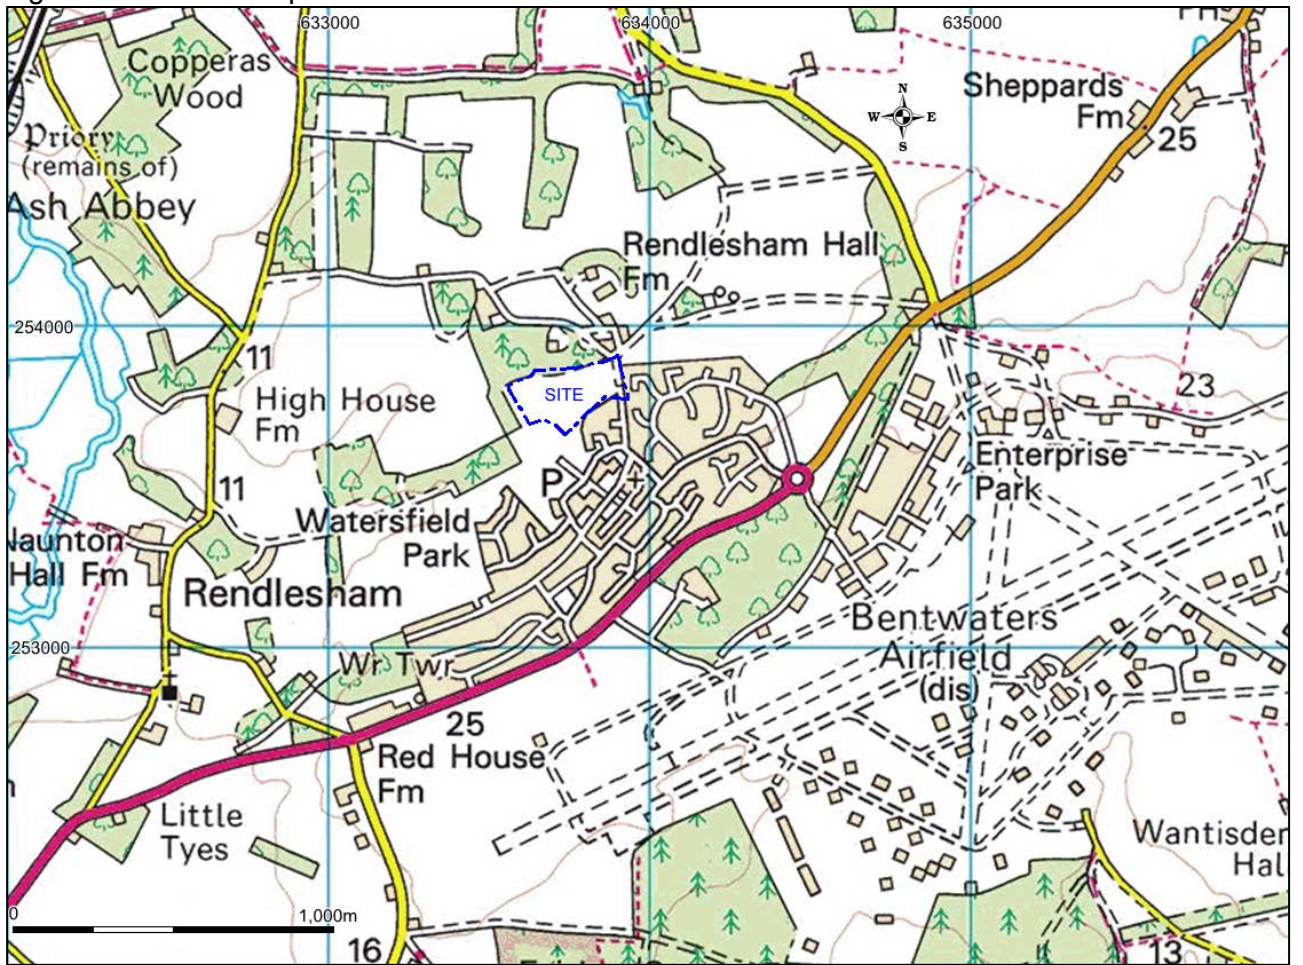 633000
634000
635000
PH
Copperas
Wood
Sheppards
Fm
N
W E
S
25
Priory
(remains of)
Ash Abbey
Rendlesham Hall
Fm
254000
11
SITE
23
High House
Fm
Enterprise
Park
11
P
Watersfield
Park
Naunton
Hall Fm
Rendlesham
Bentwaters
Airfield
(dis)
253000
Wr Twr
25
Red House
Fm
Little
Tyes
Wantisden
Hal
0
1,000m
16
13